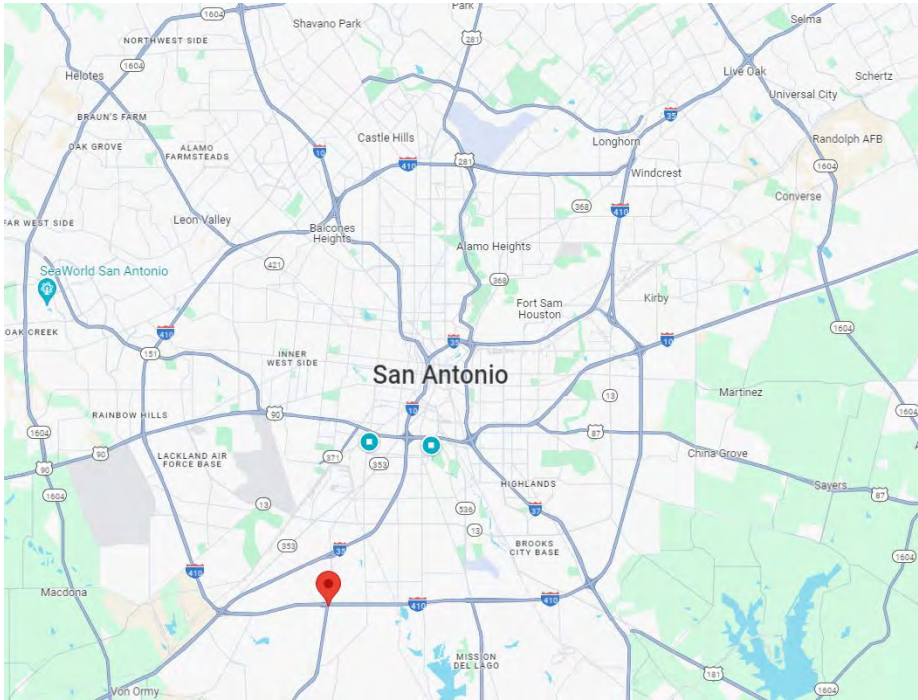 Park
1604
Shavano Park
Selma
NORTHWEST SIDE
281
1604
Helotes
Live Oak
Schertz
Universal City
BRAUN'S FARM
35
OAK GROVE
ALAMO
FARMSTEADS
10
Castle Hills
Longhorn
Randolph AFB
410
281
1604
Windcrest
Converse
FAR WEST SIDE
Leon Valley
Balcones
Heights
368
410
Alamo Heights
421
368
SeaWorld San Antonio
Fort Sam
Houston
Kirby
OAK CREEK
410
35
10
1604
151
INNER
WEST SIDE
San Antonio
Martinez
13
RAINBOW HILLS
90
10
1604
87
1604
90
90
LACKLAND AIR
FORCE BASE
371
353
China Grove
1604
HIGHLANDS
Sayers
87
13
536
37
13
353
35
BROOKS
CITY BASE
410
Macdona
410
410
MISSION
DEL LAGO
181
Von Ormy
1604